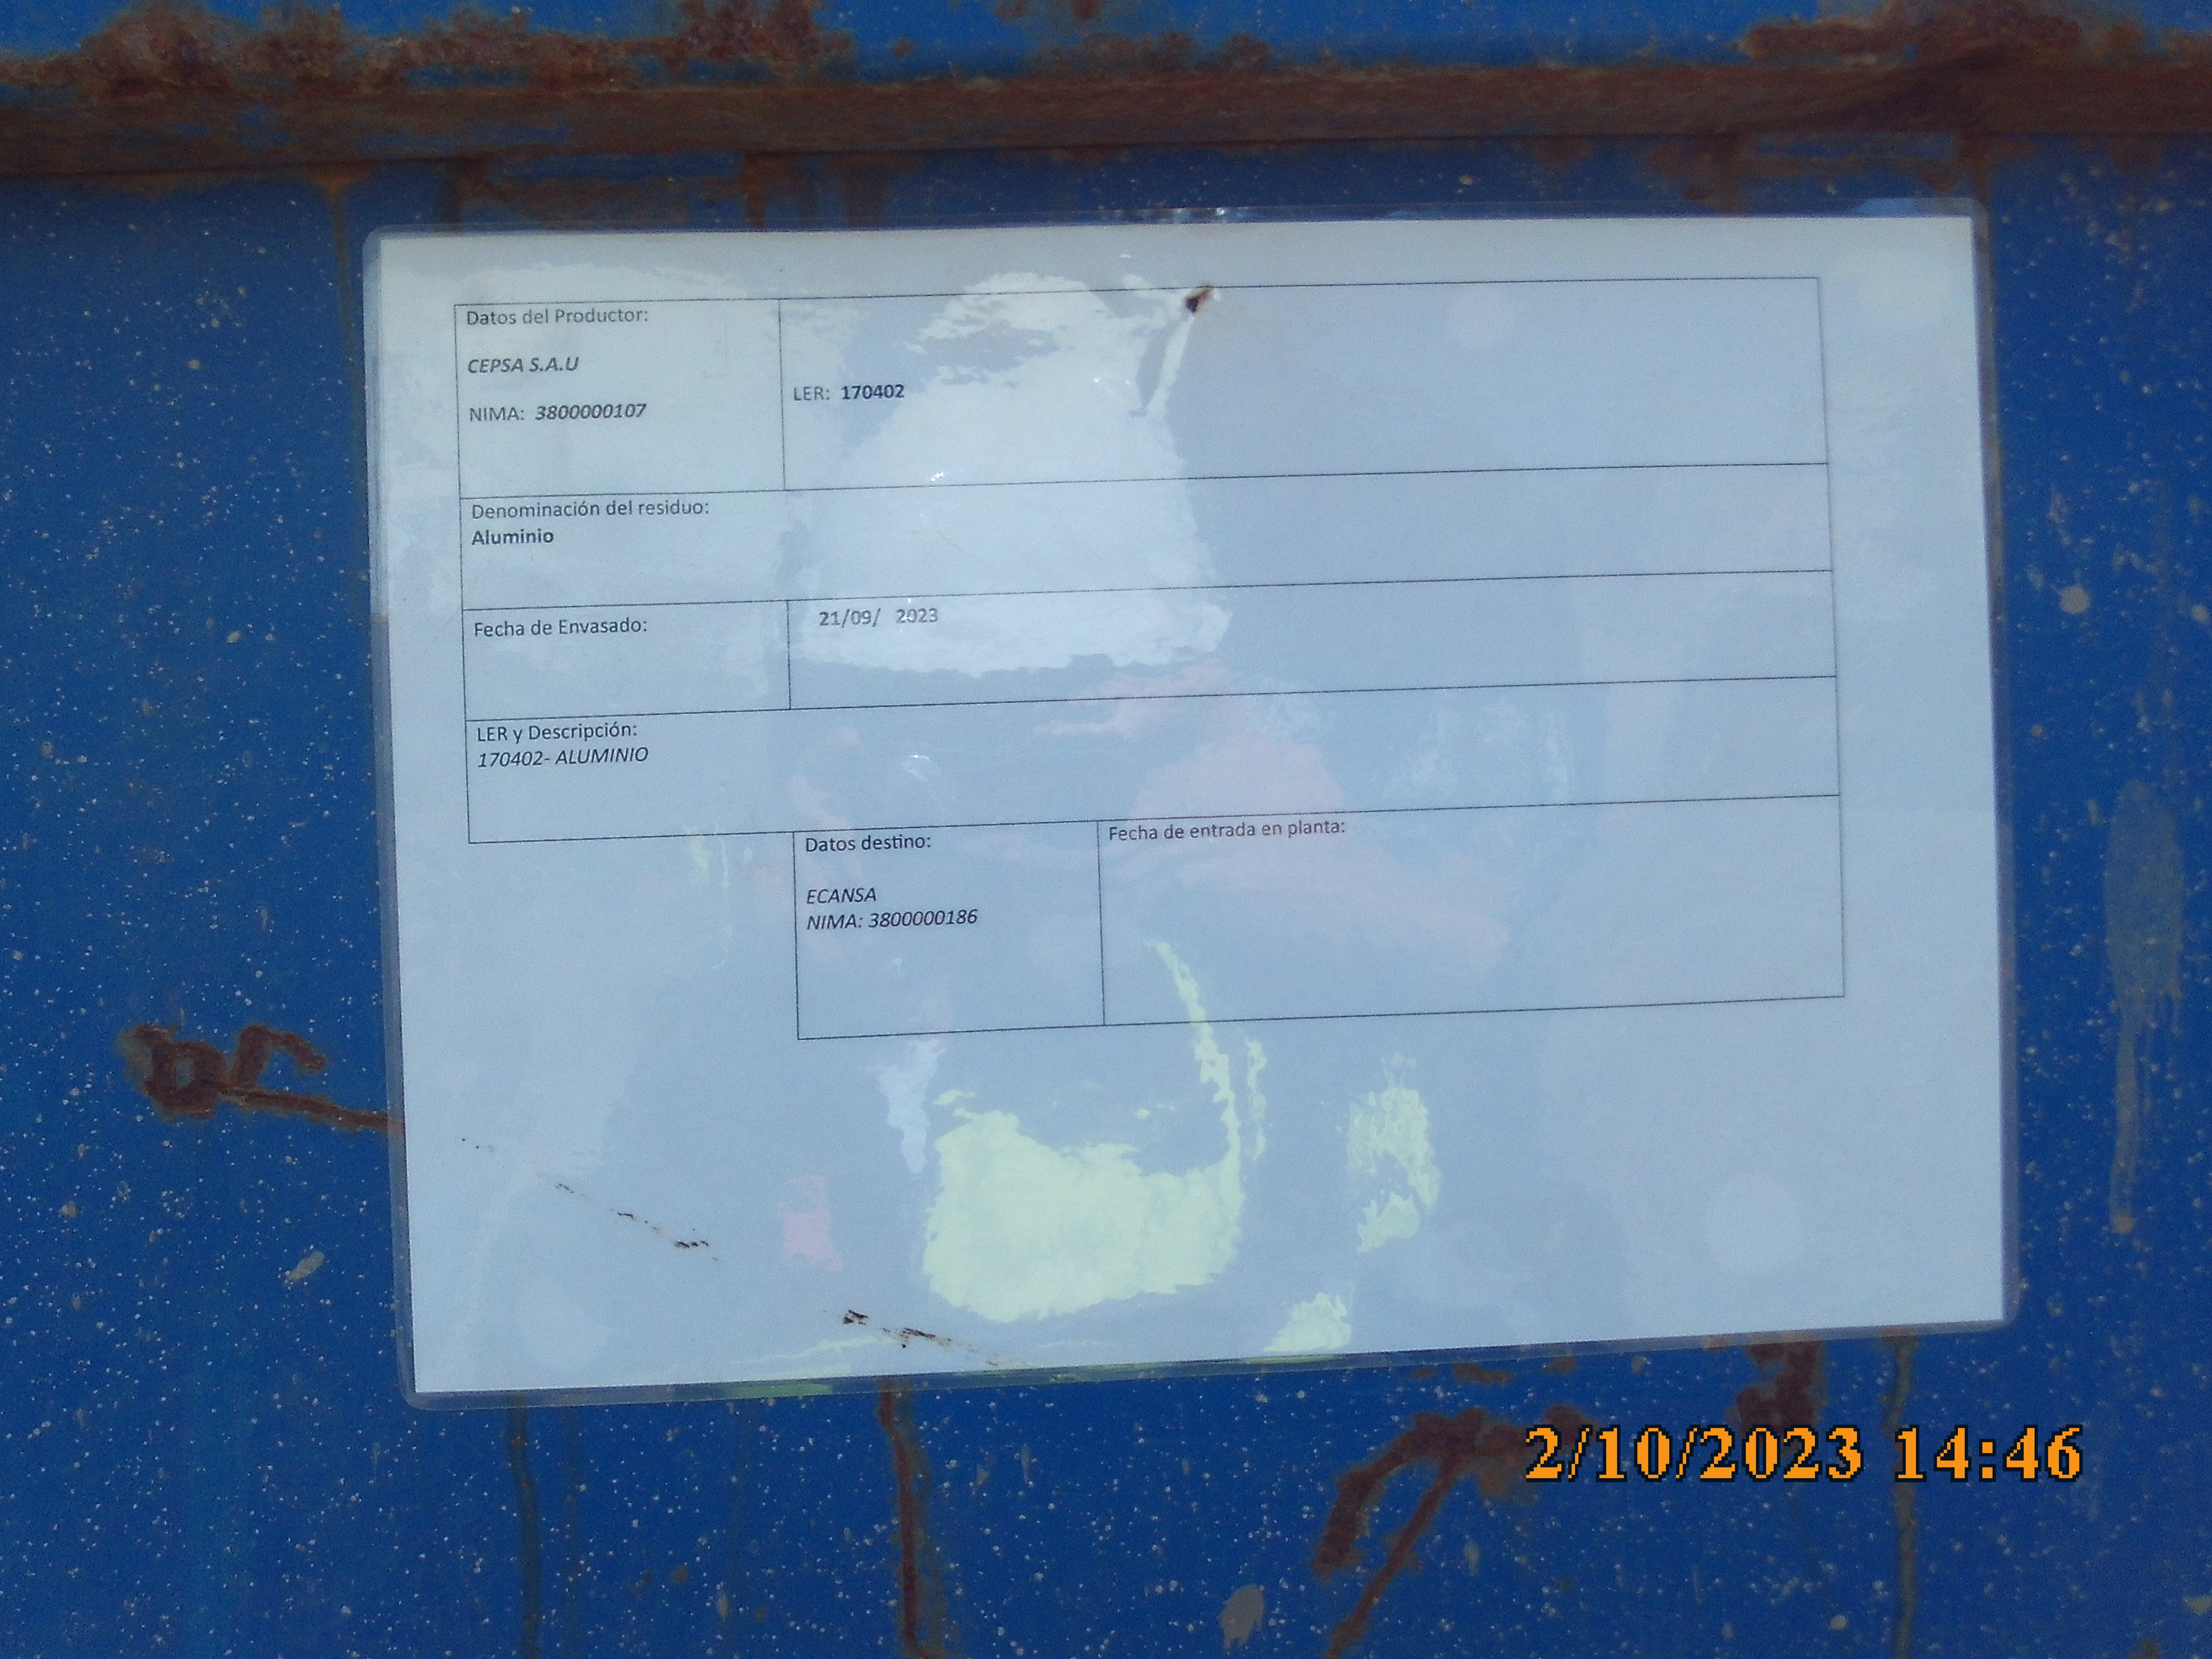 Datos del Productor:
CEPSA S.A.U
NIMA: 3800000107
LER: 170402
Denominación del residuo:
Aluminio
Fecha de Envasado:
21/09/ 2023
LER y Descripción:
170402- ALUMINIO
Datos destino:
ECANSA
NIMA: 3800000186
Fecha de entrada en planta:
2/10/2023 14:46